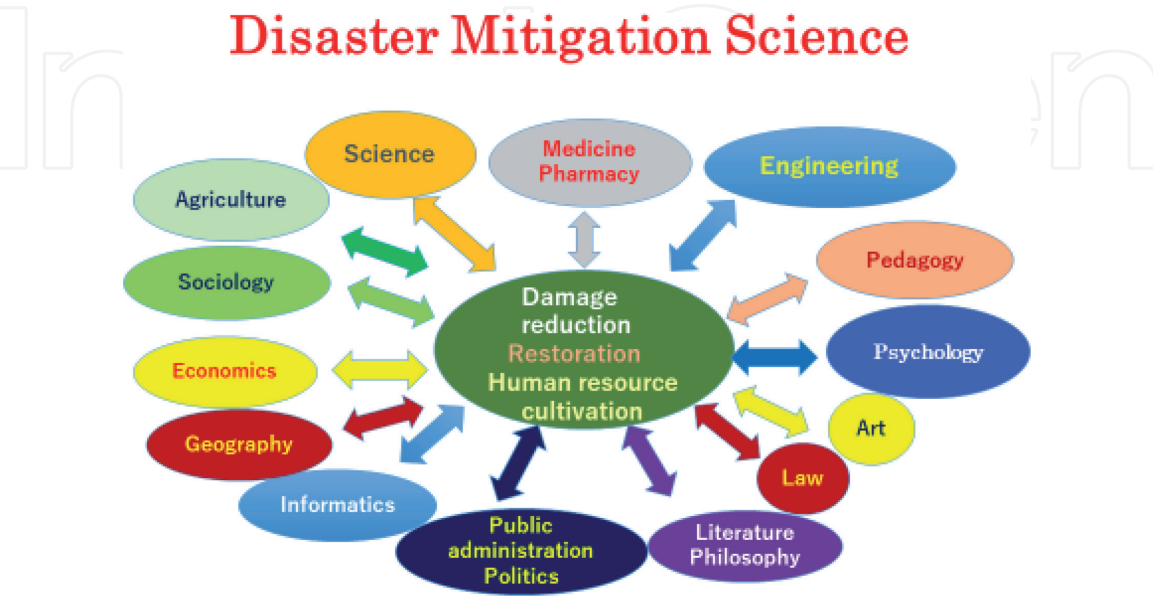 Disaster Mitigation Science
Science
Medicine
Pharmacy
Engineering
Agriculture
Pedagogy
Sociology
Damage
reduction
Restoration
Human resource
cultivation
Psychology
Economics
Art
Geography
Law
Informatics
Public
administration
Politics
Literature
Philosophy